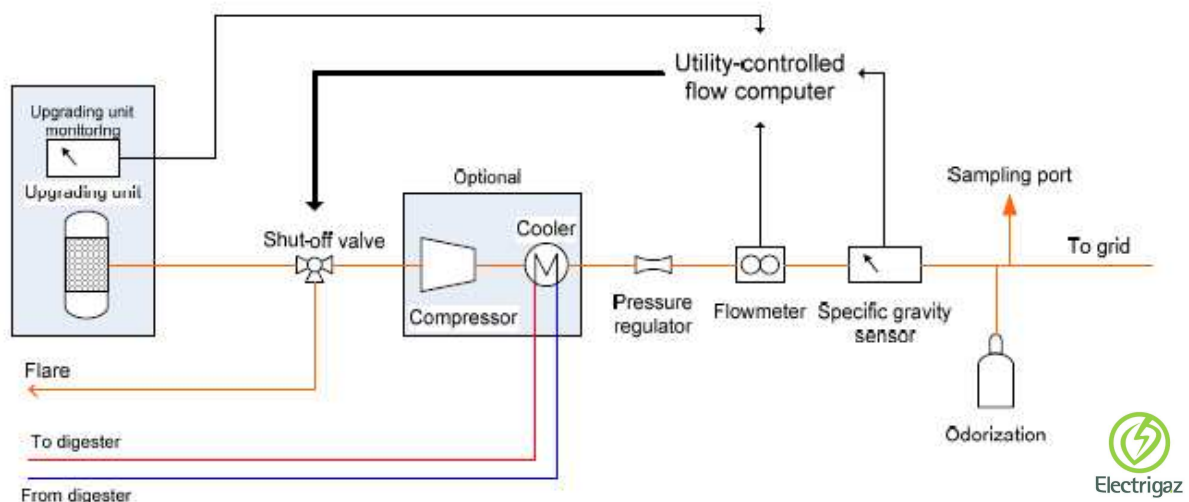 Utility-controlled
flow computer
Upgrading unit
monitoring
Upgrading unit
Optional
Sampling port
Shut-off valve
Cooler
To grid
Compressor
Pressure
regulator
Flowmeter
Specific gravity
sensor
Flare
To digester
From digester
Odorization
Electrigaz